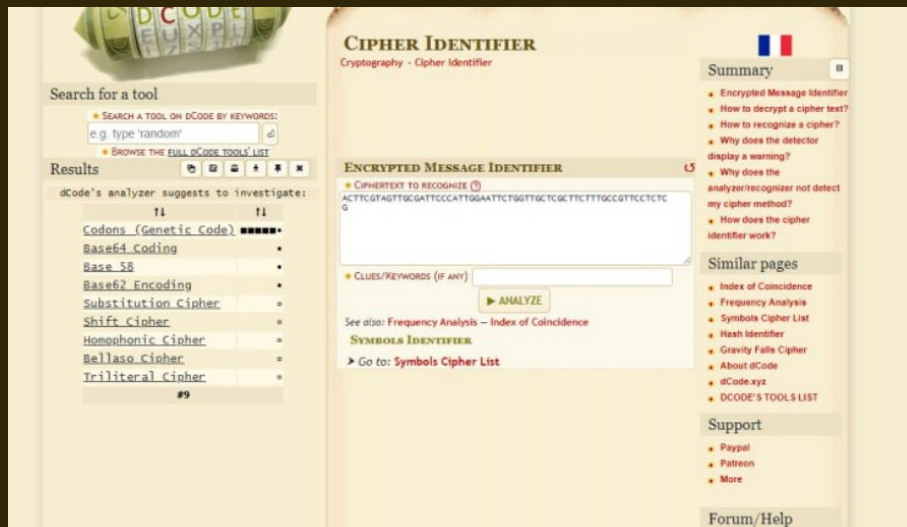 DCODE
EUXPL
CIPHER IDENTIFIER
Cryptography - Cipher Identifier
Search for a tool
★ SEARCH A TOOL ON DCODE BY KEYWORDS:
e.g. type 'random'
★ BROWSE THE FULL DCODE TOOLS' LIST
Results
dCode's analyzer suggests to investigate:
↑↓ ↑↓
Codons (Genetic Code) ■■■■■▪
Base64 Coding ▪
Base 58 ▪
Base62 Encoding ▪
Substitution Cipher ▫
Shift Cipher ▫
Homophonic Cipher ▫
Bellaso Cipher ▫
Triliteral Cipher ▫
#9
ENCRYPTED MESSAGE IDENTIFIER
★ CIPHERTEXT TO RECOGNIZE ?
ACTTCGTAGTTGCGATTCCCATTGGAATTCTGGTTGCTCGCTTCTTTGCCGTTCCTCTC
G
★ CLUES/KEYWORDS (IF ANY)
▶ ANALYZE
See also: Frequency Analysis — Index of Coincidence
SYMBOLS IDENTIFIER
➤ Go to: Symbols Cipher List
Summary
Encrypted Message Identifier
How to decrypt a cipher text?
How to recognize a cipher?
Why does the detector
display a warning?
Why does the
analyzer/recognizer not detect
my cipher method?
How does the cipher
identifier work?
Similar pages
Index of Coincidence
Frequency Analysis
Symbols Cipher List
Hash Identifier
Gravity Falls Cipher
About dCode
dCode.xyz
DCODE'S TOOLS LIST
Support
Paypal
Patreon
More
Forum/Help